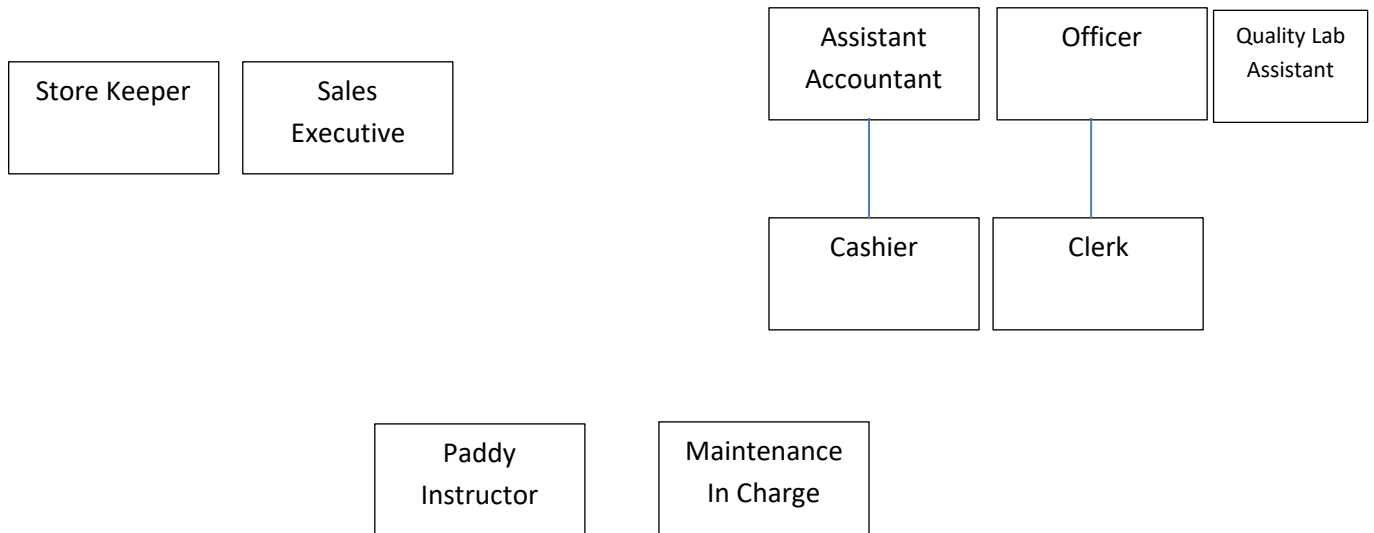 Assistant
Accountant
Officer
Quality Lab
Assistant
Store Keeper
Sales
Executive
Cashier
Clerk
Paddy
Instructor
Maintenance
In Charge